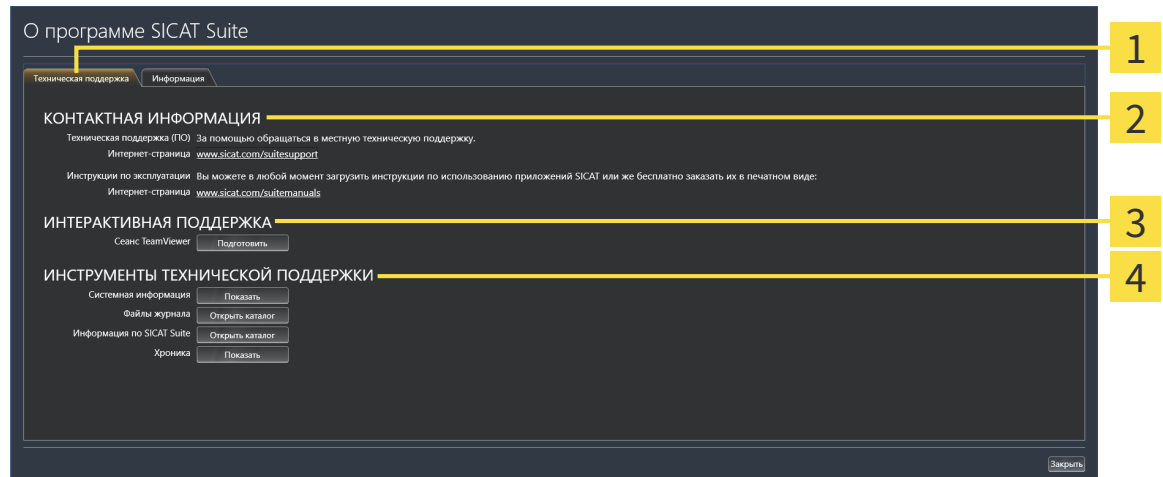 О программе SICAT Suite
1
Техническая поддержка
Информация
КОНТАКТНАЯ ИНФОРМАЦИЯ
2
Техническая поддержка (ПО) За помощью обращаться в местную техническую поддержку.
Интернет-страница www.sicat.com/suitesupport
Инструкции по эксплуатации Вы можете в любой момент загрузить инструкции по использованию приложений SICAT или же бесплатно заказать их в печатном виде:
Интернет-страница www.sicat.com/suitemanuals
ИНТЕРАКТИВНАЯ ПОДДЕРЖКА
3
Сеанс TeamViewer Подготовить
ИНСТРУМЕНТЫ ТЕХНИЧЕСКОЙ ПОДДЕРЖКИ
4
Системная информация Показать
Файлы журнала Открыть каталог
Информация по SICAT Suite Открыть каталог
Хроника Показать
Закрыть